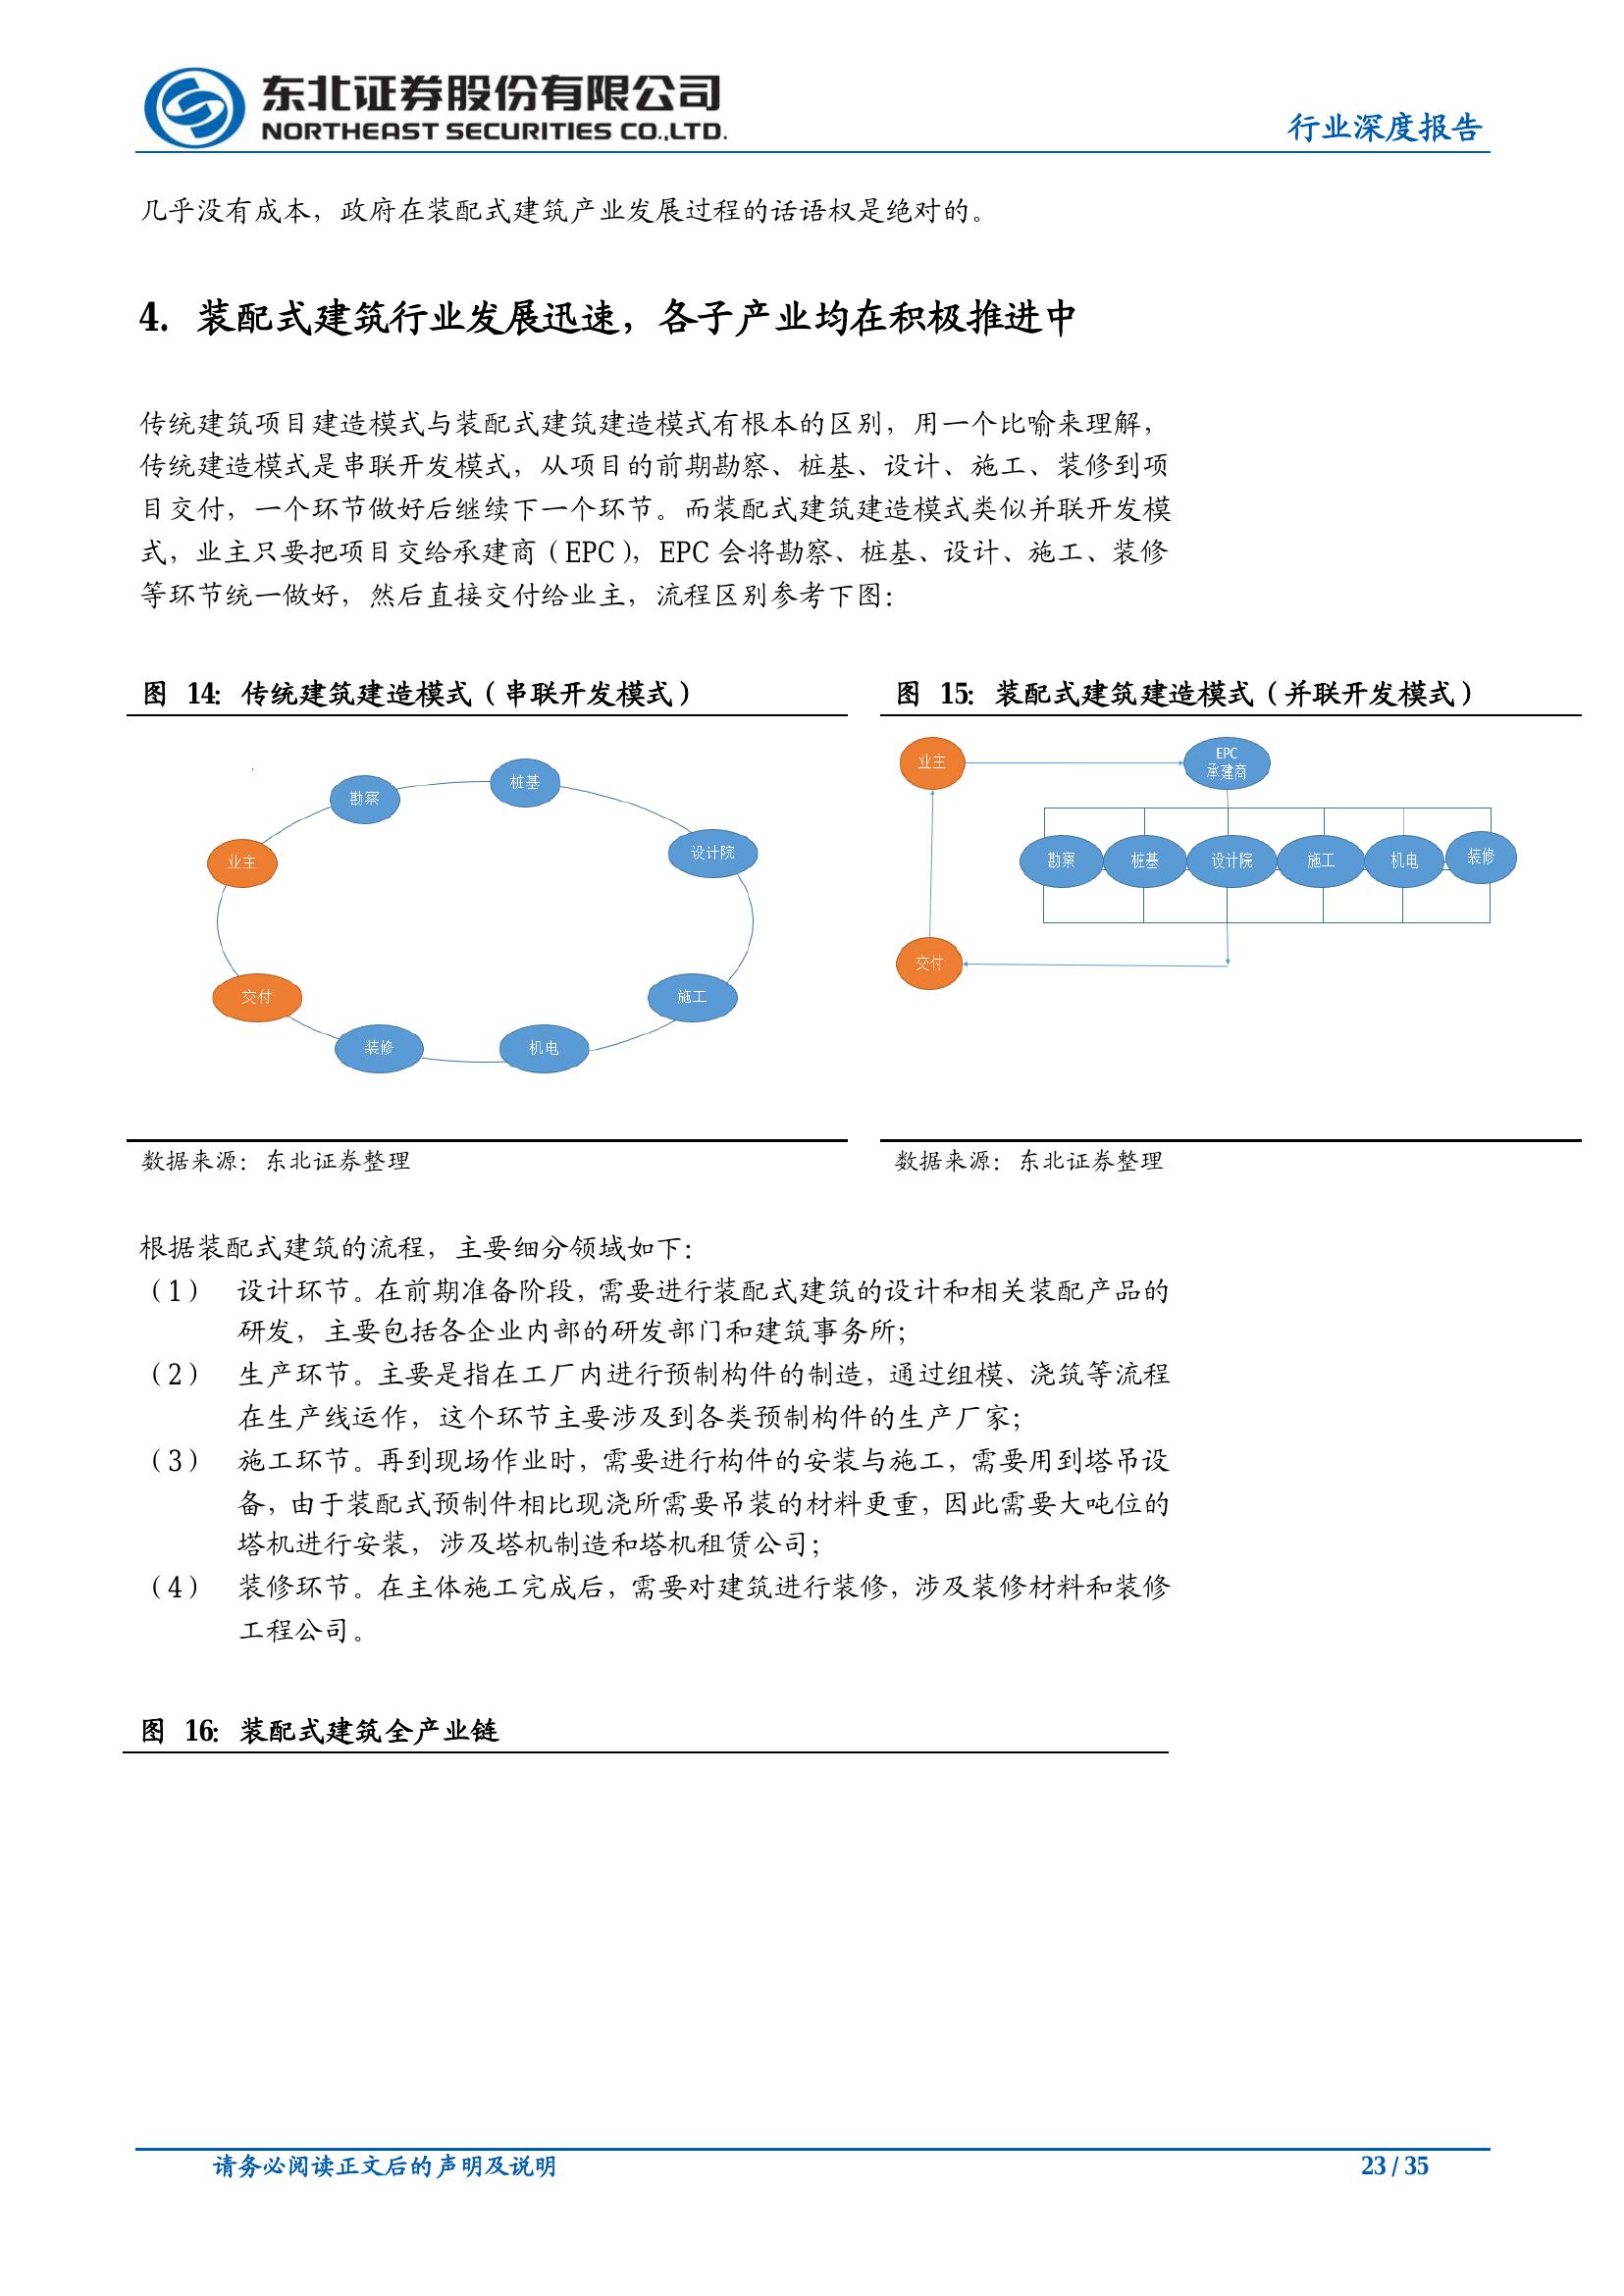 东北证券股份有限公司
NORTHEAST SECURITIES CO.,LTD.
行业深度报告
几乎没有成本，政府在装配式建筑产业发展过程的话语权是绝对的。
4. 装配式建筑行业发展迅速，各子产业均在积极推进中
传统建筑项目建造模式与装配式建筑建造模式有根本的区别，用一个比喻来理解，
传统建造模式是串联开发模式，从项目的前期勘察、桩基、设计、施工、装修到项
目交付，一个环节做好后继续下一个环节。而装配式建筑建造模式类似并联开发模
式，业主只要把项目交给承建商（EPC），EPC 会将勘察、桩基、设计、施工、装修
等环节统一做好，然后直接交付给业主，流程区别参考下图：
图 14：传统建筑建造模式（串联开发模式）
桩基
勘察
设计院
业主
交付
施工
装修
机电
数据来源：东北证券整理
图 15：装配式建筑建造模式（并联开发模式）
业主
EPC
承建商
勘察
桩基
设计院
施工
机电
装修
交付
数据来源：东北证券整理
根据装配式建筑的流程，主要细分领域如下：
（1） 设计环节。在前期准备阶段，需要进行装配式建筑的设计和相关装配产品的
研发，主要包括各企业内部的研发部门和建筑事务所；
（2） 生产环节。主要是指在工厂内进行预制构件的制造，通过组模、浇筑等流程
在生产线运作，这个环节主要涉及到各类预制构件的生产厂家；
（3） 施工环节。再到现场作业时，需要进行构件的安装与施工，需要用到塔吊设
备，由于装配式预制件相比现浇所需要吊装的材料更重，因此需要大吨位的
塔机进行安装，涉及塔机制造和塔机租赁公司；
（4） 装修环节。在主体施工完成后，需要对建筑进行装修，涉及装修材料和装修
工程公司。
图 16：装配式建筑全产业链
请务必阅读正文后的声明及说明
23 / 35